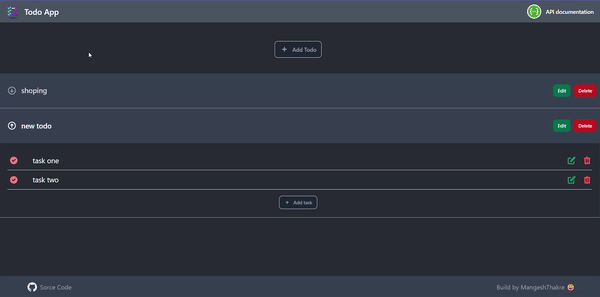 Todo App
API documentation
+ Add Todo
shoping
Edit
Delete
new todo
Edit
Delete
task one
task two
+ Add task
Sorce Code
Build by MangeshThakre 😜